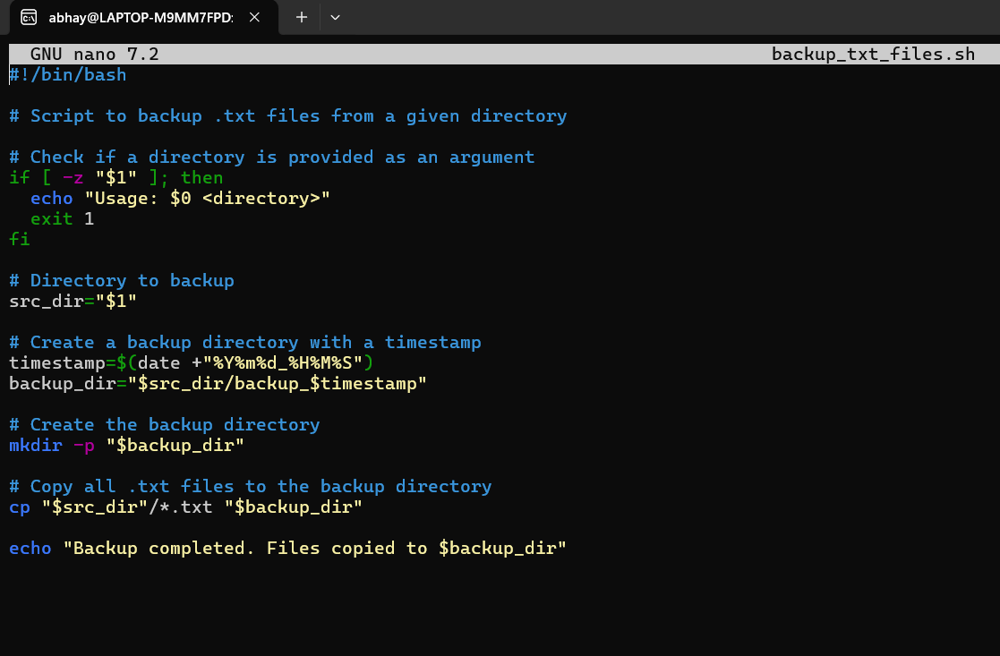 abhay@LAPTOP-M9MM7FPD:
GNU nano 7.2 backup_txt_files.sh
#!/bin/bash

# Script to backup .txt files from a given directory

# Check if a directory is provided as an argument
if [ -z "$1" ]; then
  echo "Usage: $0 <directory>"
  exit 1
fi

# Directory to backup
src_dir="$1"

# Create a backup directory with a timestamp
timestamp=$(date +"%Y%m%d_%H%M%S")
backup_dir="$src_dir/backup_$timestamp"

# Create the backup directory
mkdir -p "$backup_dir"

# Copy all .txt files to the backup directory
cp "$src_dir"/*.txt "$backup_dir"

echo "Backup completed. Files copied to $backup_dir"